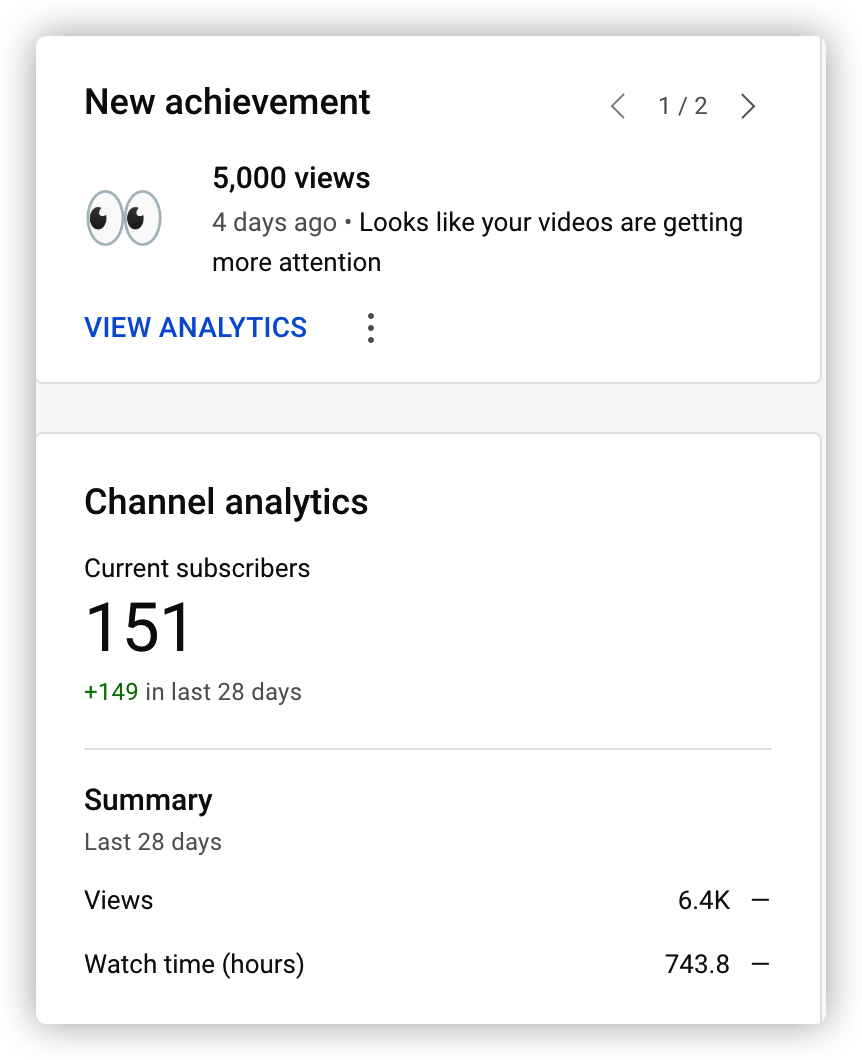 New achievement
1 / 2
5,000 views
4 days ago • Looks like your videos are getting
more attention
VIEW ANALYTICS
Channel analytics
Current subscribers
151
+149 in last 28 days
Summary
Last 28 days
Views 6.4K —
Watch time (hours) 743.8 —